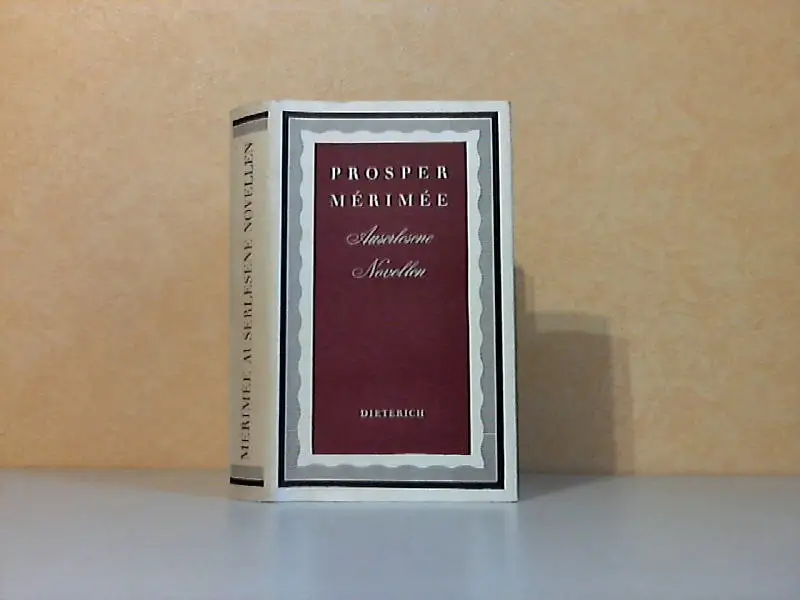 MÉRIMÉE AUSERLESENE NOVELLEN
PROSPER
MÉRIMÉE
Auserlesene
Novellen
DIETERICH